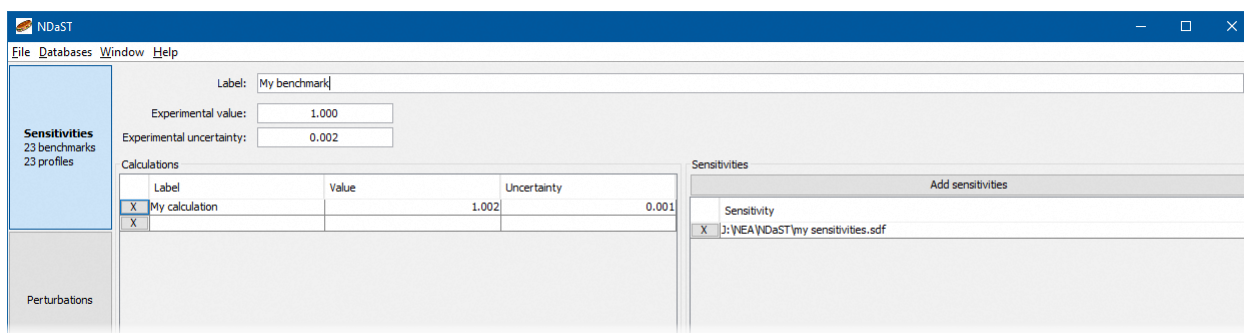 NDaST
File Databases Window Help
Label: My benchmark
Experimental value: 1.000
Experimental uncertainty: 0.002
Sensitivities
23 benchmarks
23 profiles
Calculations
Label Value Uncertainty
X My calculation 1.002 0.001
X
Sensitivities
Add sensitivities
Sensitivity
X J:\NEA\NDaST\my sensitivities.sdf
Perturbations